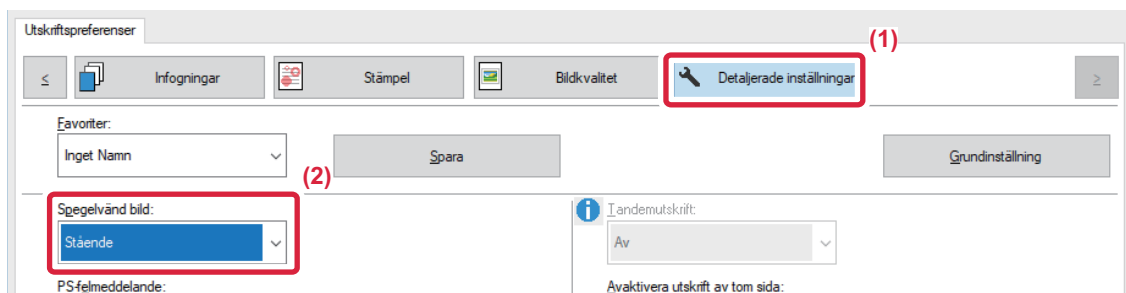 Utskriftspreferenser
(1)
< Infogningar Stämpel Bildkvalitet Detaljerade inställningar >
Favoriter:
Inget Namn Spara Grundinställning
(2)
Spegelvänd bild: Tandemutskrift:
Stående Av
PS-felmeddelande: Avaktivera utskrift av tom sida: